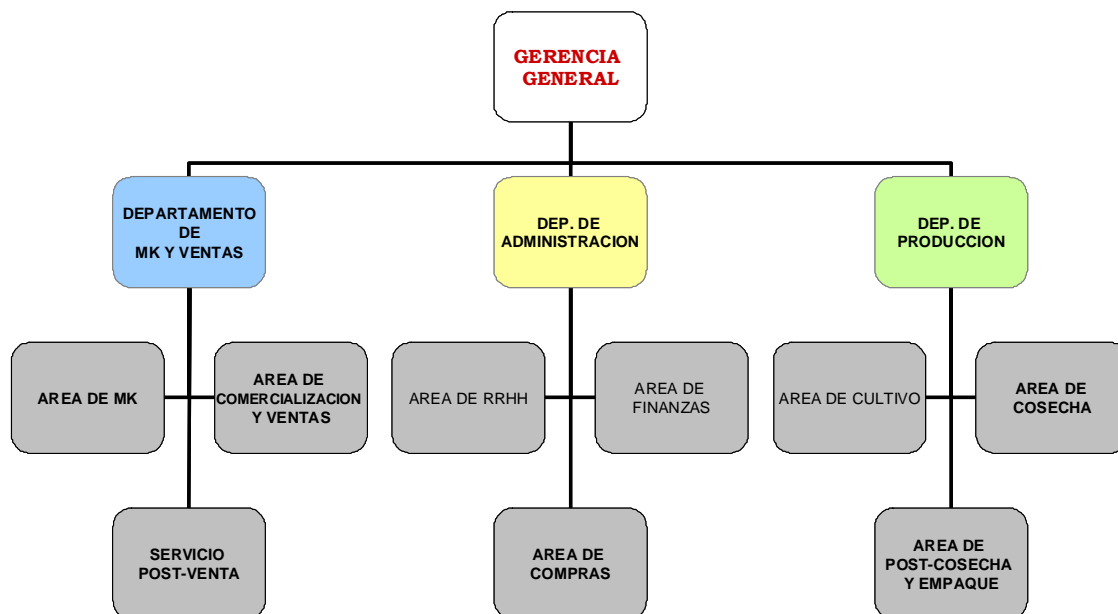 GERENCIA
GENERAL
DEPARTAMENTO
DE
MK Y VENTAS
DEP. DE
ADMINISTRACION
DEP. DE
PRODUCCION
AREA DE MK
AREA DE
COMERCIALIZACION
Y VENTAS
AREA DE RRHH
AREA DE
FINANZAS
AREA DE CULTIVO
AREA DE
COSECHA
SERVICIO
POST-VENTA
AREA DE
COMPRAS
AREA DE
POST-COSECHA
Y EMPAQUE